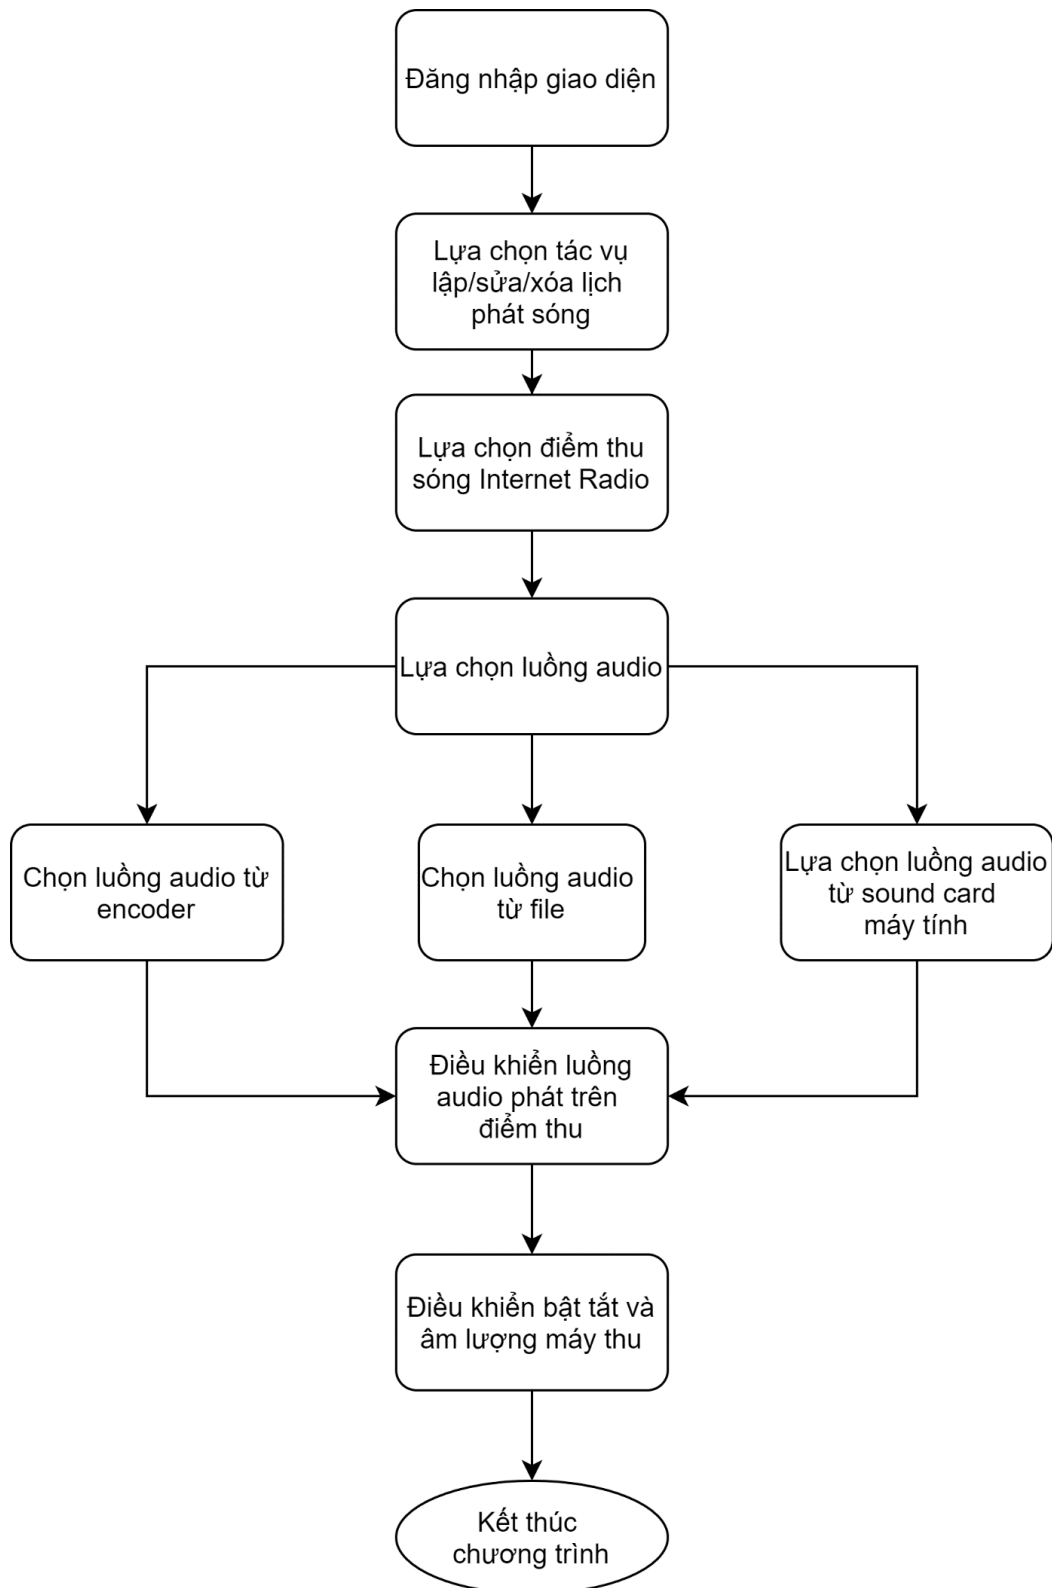 Đăng nhập giao diện
Lựa chọn tác vụ
lập/sửa/xóa lịch
phát sóng
Lựa chọn điểm thu
sóng Internet Radio
Lựa chọn luồng audio
Chọn luồng audio từ
encoder
Chọn luồng audio
từ file
Lựa chọn luồng audio
từ sound card
máy tính
Điều khiển luồng
audio phát trên
điểm thu
Điều khiển bật tắt và
âm lượng máy thu
Kết thúc
chương trình